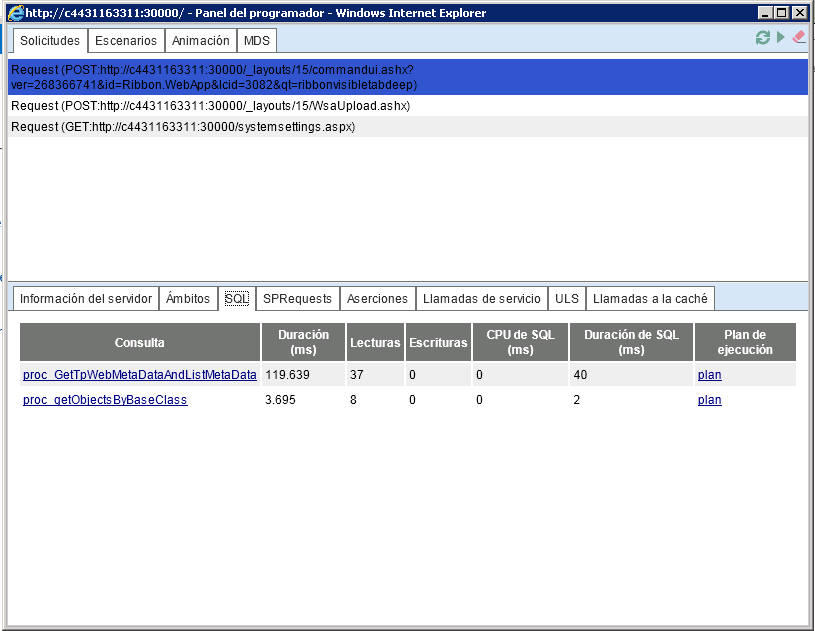 http://c4431163311:30000/ - Panel del programador - Windows Internet Explorer
Solicitudes Escenarios Animación MDS
Request (POST:http://c4431163311:30000/_layouts/15/commandui.ashx?
ver=268366741&id=Ribbon.WebApp&lcid=3082&qt=ribbonvisibletabdeep)
Request (POST:http://c4431163311:30000/_layouts/15/WsaUpload.ashx)
Request (GET:http://c4431163311:30000/systemsettings.aspx)
Información del servidor Ámbitos SQL SPRequests Aserciones Llamadas de servicio ULS Llamadas a la caché
Consulta Duración (ms) Lecturas Escrituras CPU de SQL (ms) Duración de SQL (ms) Plan de ejecución
proc_GetTpWebMetaDataAndListMetaData 119.639 37 0 0 40 plan
proc_getObjectsByBaseClass 3.695 8 0 0 2 plan